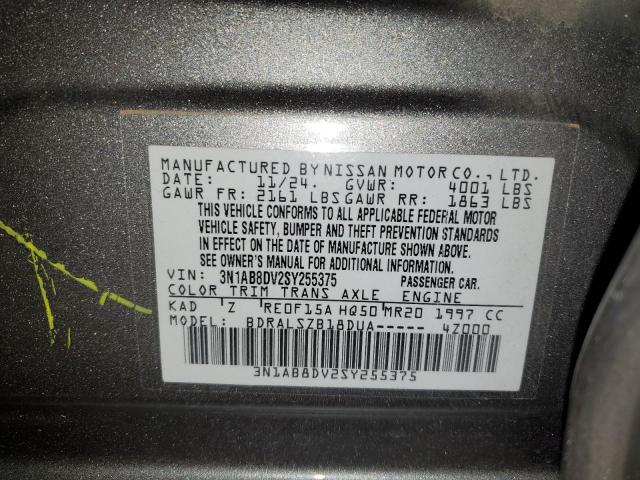 MANUFACTURED BY NISSAN MOTOR CO., LTD.
DATE: 11/24. GVWR: 4001 LBS
GAWR FR: 2161 LBS GAWR RR: 1863 LBS
THIS VEHICLE CONFORMS TO ALL APPLICABLE FEDERAL MOTOR
VEHICLE SAFETY, BUMPER AND THEFT PREVENTION STANDARDS
IN EFFECT ON THE DATE OF MANUFACTURE SHOWN ABOVE.
SEE OWNER'S MANUAL FOR ADDITIONAL INFORMATION.
VIN: 3N1AB8DV2SY255375 PASSENGER CAR.
COLOR TRIM TRANS AXLE ENGINE
KAD Z RE0F15A HQ50 MR20 1997 CC
MODEL: BDRALSZB18DUA----- 4Z000
3N1AB8DV2SY255375